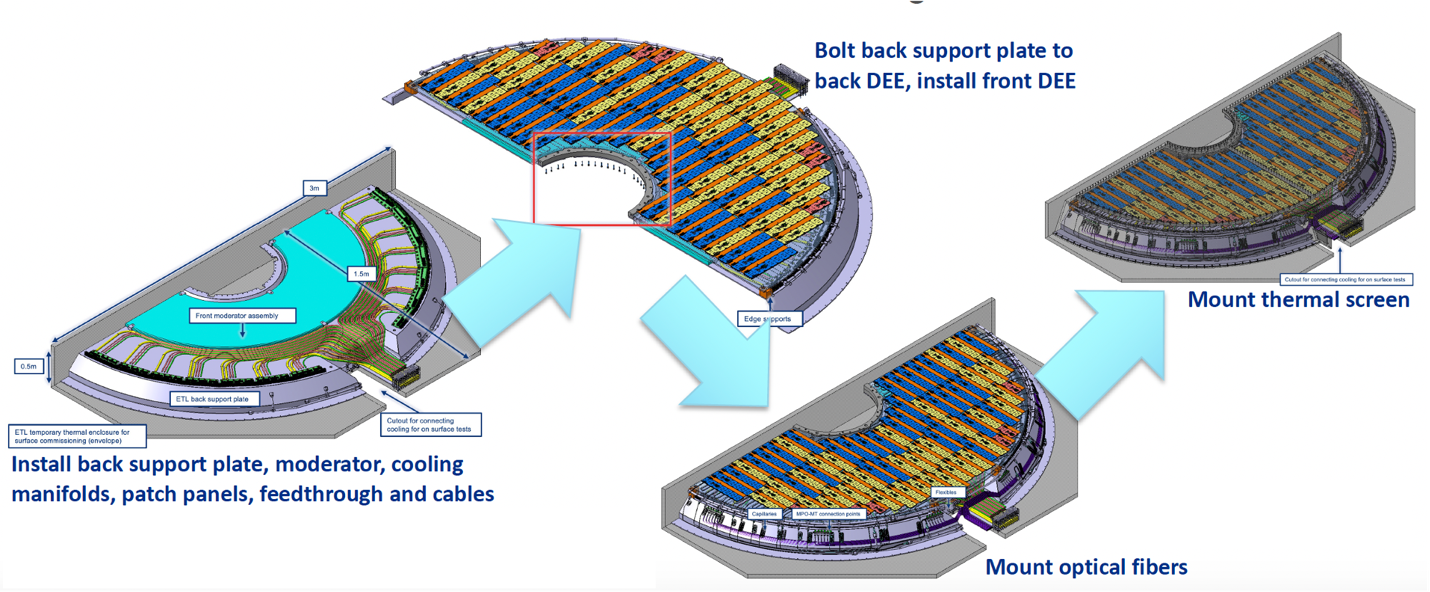 Bolt back support plate to
back DEE, install front DEE
3m
1.5m
Front moderator assembly
0.5m
ETL back support plate
Edge supports
Cutout for connecting
cooling for on surface tests
ETL temporary thermal enclosure for
surface commissioning (envelope)
Install back support plate, moderator, cooling
manifolds, patch panels, feedthrough and cables
Cutout for connecting cooling for on surface tests
Mount thermal screen
Flexibles
Capillaries
MPO-MT connection points
Mount optical fibers